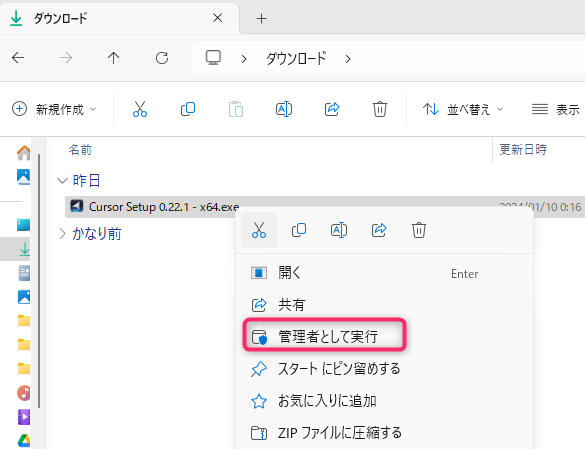 ダウンロード
ダウンロード
新規作成
並べ替え
表示
名前
更新日時
昨日
Cursor Setup 0.22.1 - x64.exe
2024/01/10 0:16
かなり前
開く
Enter
共有
管理者として実行
スタート にピン留めする
お気に入りに追加
ZIP ファイルに圧縮する